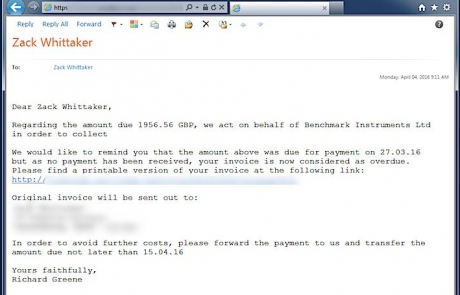 https
Reply Reply All Forward
Zack Whittaker
To: Zack Whittaker
Monday, April 04, 2016 9:11 AM
Dear Zack Whittaker,
Regarding the amount due 1956.56 GBP, we act on behalf of Benchmark Instruments Ltd
in order to collect
We would like to remind you that the amount above was due for payment on 27.03.16
but as no payment has been received, your invoice is now considered as overdue.
Please find a printable version of your invoice at the following link:
http://
Original invoice will be sent out to:
In order to avoid further costs, please forward the payment to us and transfer the
amount due not later than 15.04.16
Yours faithfully,
Richard Greene